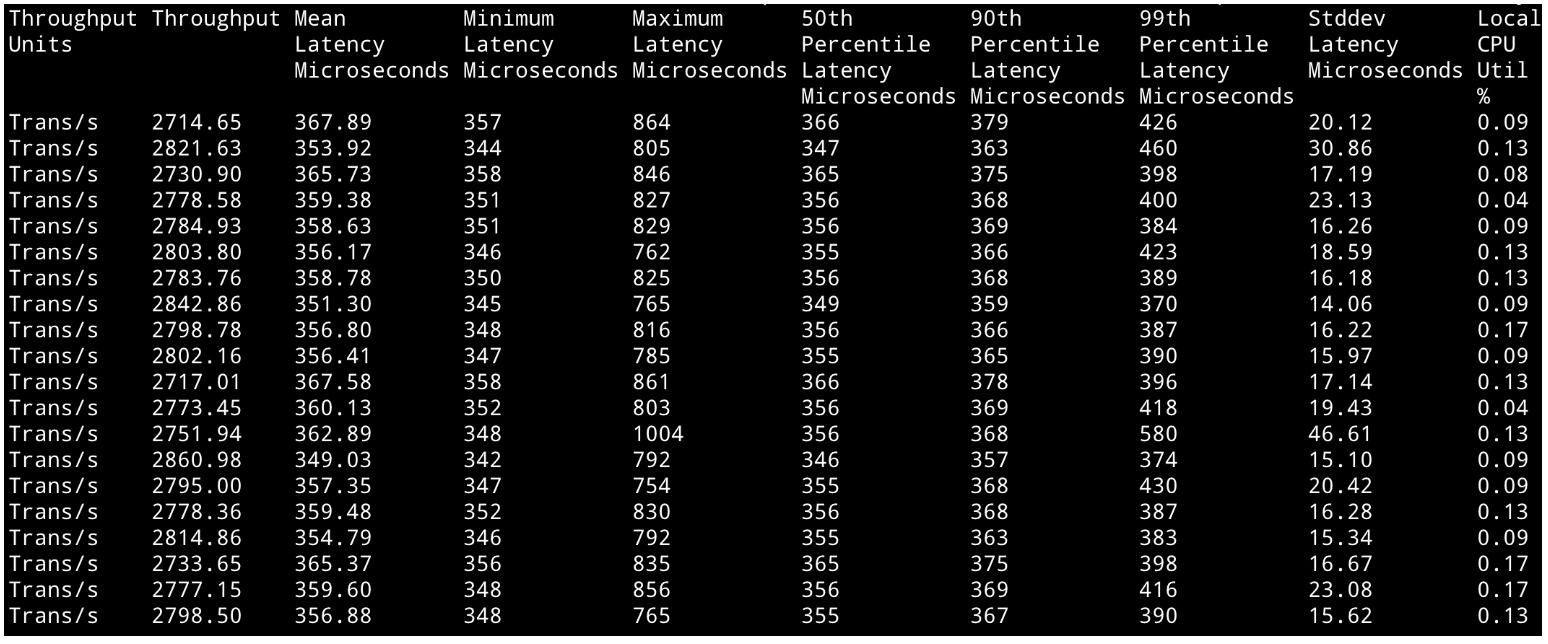 Throughput Throughput Mean Minimum Maximum 50th 90th 99th Stddev Local
Units Latency Latency Latency Percentile Percentile Percentile Latency CPU
Microseconds Microseconds Microseconds Latency Latency Latency Microseconds Util
Microseconds Microseconds Microseconds %
Trans/s 2714.65 367.89 357 864 366 379 426 20.12 0.09
Trans/s 2821.63 353.92 344 805 347 363 460 30.86 0.13
Trans/s 2730.90 365.73 358 846 365 375 398 17.19 0.08
Trans/s 2778.58 359.38 351 827 356 368 400 23.13 0.04
Trans/s 2784.93 358.63 351 829 356 369 384 16.26 0.09
Trans/s 2803.80 356.17 346 762 355 366 423 18.59 0.13
Trans/s 2783.76 358.78 350 825 356 368 389 16.18 0.13
Trans/s 2842.86 351.30 345 765 349 359 370 14.06 0.09
Trans/s 2798.78 356.80 348 816 356 366 387 16.22 0.17
Trans/s 2802.16 356.41 347 785 355 365 390 15.97 0.09
Trans/s 2717.01 367.58 358 861 366 378 396 17.14 0.13
Trans/s 2773.45 360.13 352 803 356 369 418 19.43 0.04
Trans/s 2751.94 362.89 348 1004 356 368 580 46.61 0.13
Trans/s 2860.98 349.03 342 792 346 357 374 15.10 0.09
Trans/s 2795.00 357.35 347 754 355 368 430 20.42 0.09
Trans/s 2778.36 359.48 352 830 356 368 387 16.28 0.13
Trans/s 2814.86 354.79 346 792 355 363 383 15.34 0.09
Trans/s 2733.65 365.37 356 835 365 375 398 16.67 0.17
Trans/s 2777.15 359.60 348 856 356 369 416 23.08 0.17
Trans/s 2798.50 356.88 348 765 355 367 390 15.62 0.13